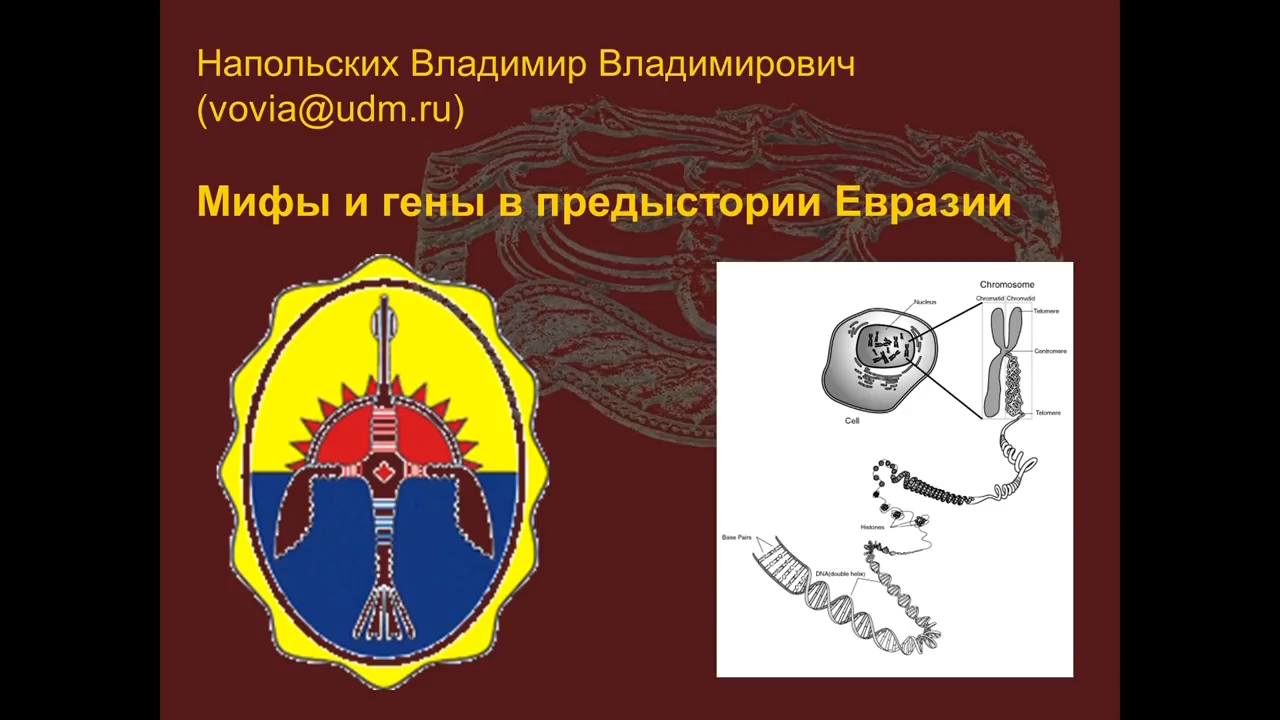 Напольских Владимир Владимирович
(vovia@udm.ru)
Мифы и гены в предыстории Евразии
Chromosome
Nucleus
Chromatid Chromatid
Telomere
Centromere
Telomere
Cell
Histones
Base Pairs
DNA(double helix)